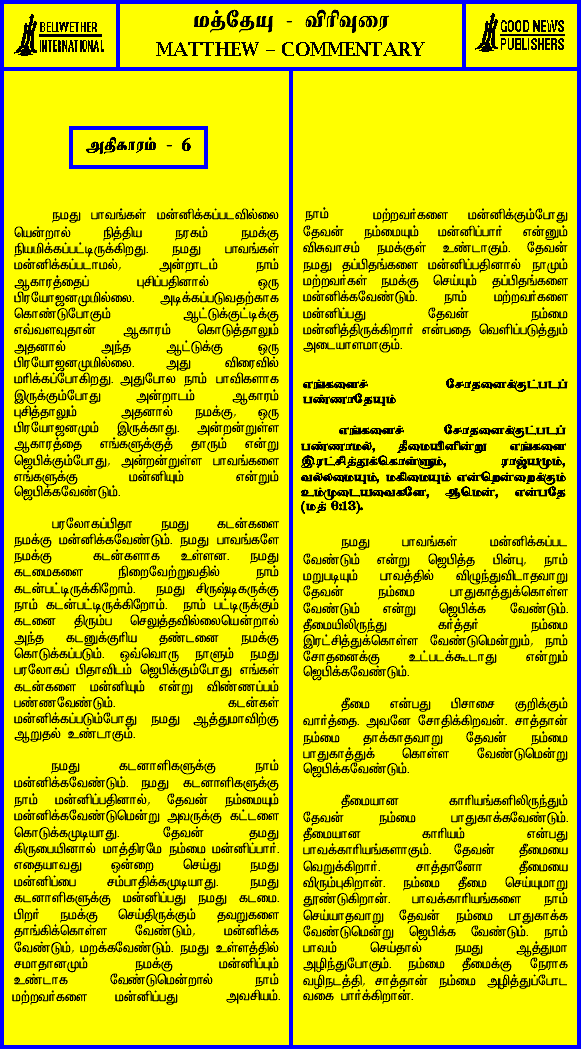 BELLWETHER
INTERNATIONAL
மத்தேயு - விரிவுரை
MATTHEW – COMMENTARY
GOOD NEWS
PUBLISHERS
அதிகாரம் - 6
நமது பாவங்கள் மன்னிக்கப்படவில்லை
யென்றால் நித்திய நரகம் நமக்கு
நியமிக்கப்பட்டிருக்கிறது. நமது பாவங்கள்
மன்னிக்கப்படாமல், அன்றாடம் நாம்
ஆகாரத்தைப் புசிப்பதினால் ஒரு
பிரயோஜனமுமில்லை. அடிக்கப்படுவதற்காக
கொண்டுபோகும் ஆட்டுக்குட்டிக்கு
எவ்வளவுதான் ஆகாரம் கொடுத்தாலும்
அதனால் அந்த ஆட்டுக்கு ஒரு
பிரயோஜனமுமில்லை. அது விரைவில்
மரிக்கப்போகிறது. அதுபோல நாம் பாவிகளாக
இருக்கும்போது அன்றாடம் ஆகாரம்
புசித்தாலும் அதனால் நமக்கு, ஒரு
பிரயோஜனமும் இருக்காது. அன்றன்றுள்ள
ஆகாரத்தை எங்களுக்குத் தாரும் என்று
ஜெபிக்கும்போது, அன்றன்றுள்ள பாவங்களை
எங்களுக்கு மன்னியும் என்றும்
ஜெபிக்கவேண்டும்.
பரலோகப்பிதா நமது கடன்களை
நமக்கு மன்னிக்கவேண்டும். நமது பாவங்களே
நமக்கு கடன்களாக உள்ளன. நமது
கடமைகளை நிறைவேற்றுவதில் நாம்
கடன்பட்டிருக்கிறோம். நமது சிருஷ்டிகருக்கு
நாம் கடன்பட்டிருக்கிறோம். நாம் பட்டிருக்கும்
கடனை திரும்ப செலுத்தவில்லையென்றால்
அந்த கடனுக்குரிய தண்டனை நமக்கு
கொடுக்கப்படும். ஒவ்வொரு நாளும் நமது
பரலோகப் பிதாவிடம் ஜெபிக்கும்போது எங்கள்
கடன்களை மன்னியும் என்று விண்ணப்பம்
பண்ணவேண்டும். கடன்கள்
மன்னிக்கப்படும்போது நமது ஆத்துமாவிற்கு
ஆறுதல் உண்டாகும்.
நமது கடனாளிகளுக்கு நாம்
மன்னிக்கவேண்டும். நமது கடனாளிகளுக்கு
நாம் மன்னிப்பதினால், தேவன் நம்மையும்
மன்னிக்கவேண்டுமென்று அவருக்கு கட்டளை
கொடுக்கமுடியாது. தேவன் தமது
கிருபையினால் மாத்திரமே நம்மை மன்னிப்பார்.
எதையாவது ஒன்றை செய்து நமது
மன்னிப்பை சம்பாதிக்கமுடியாது. நமது
கடனாளிகளுக்கு மன்னிப்பது நமது கடமை.
பிறர் நமக்கு செய்திருக்கும் தவறுகளை
தாங்கிக்கொள்ள வேண்டும், மன்னிக்க
வேண்டும், மறக்கவேண்டும். நமது உள்ளத்தில்
சமாதானமும் நமக்கு மன்னிப்பும்
உண்டாக வேண்டுமென்றால் நாம்
மற்றவர்களை மன்னிப்பது அவசியம்.
நாம் மற்றவர்களை மன்னிக்கும்போது
தேவன் நம்மையும் மன்னிப்பார் என்னும்
விசுவாசம் நமக்குள் உண்டாகும். தேவன்
நமது தப்பிதங்களை மன்னிப்பதினால் நாமும்
மற்றவர்கள் நமக்கு செய்யும் தப்பிதங்களை
மன்னிக்கவேண்டும். நாம் மற்றவர்களை
மன்னிப்பது தேவன் நம்மை
மன்னித்திருக்கிறார் என்பதை வெளிப்படுத்தும்
அடையாளமாகும்.
எங்களைச் சோதனைக்குட்படப்
பண்ணாதேயும்
எங்களைச் சோதனைக்குட்படப்
பண்ணாமல், தீமையினின்று எங்களை
இரட்சித்துக்கொள்ளும், ராஜ்யமும்,
வல்லமையும், மகிமையும் என்றென்றைக்கும்
உம்முடையவைகளே, ஆமென், என்பதே
(மத் 6:13).
நமது பாவங்கள் மன்னிக்கப்பட
வேண்டும் என்று ஜெபித்த பின்பு, நாம்
மறுபடியும் பாவத்தில் விழுந்துவிடாதவாறு
தேவன் நம்மை பாதுகாத்துக்கொள்ள
வேண்டும் என்று ஜெபிக்க வேண்டும்.
தீமையிலிருந்து கர்த்தர் நம்மை
இரட்சித்துக்கொள்ள வேண்டுமென்றும், நாம்
சோதனைக்கு உட்படக்கூடாது என்றும்
ஜெபிக்கவேண்டும்.
தீமை என்பது பிசாசை குறிக்கும்
வார்த்தை. அவனே சோதிக்கிறவன். சாத்தான்
நம்மை தாக்காதவாறு தேவன் நம்மை
பாதுகாத்துக் கொள்ள வேண்டுமென்று
ஜெபிக்கவேண்டும்.
தீமையான காரியங்களிலிருந்தும்
தேவன் நம்மை பாதுகாக்கவேண்டும்.
தீமையான காரியம் என்பது
பாவக்காரியங்களாகும். தேவன் தீமையை
வெறுக்கிறார். சாத்தானோ தீமையை
விரும்புகிறான். நம்மை தீமை செய்யுமாறு
தூண்டுகிறான். பாவக்காரியங்களை நாம்
செய்யாதவாறு தேவன் நம்மை பாதுகாக்க
வேண்டுமென்று ஜெபிக்க வேண்டும். நாம்
பாவம் செய்தால் நமது ஆத்துமா
அழிந்துபோகும். நம்மை தீமைக்கு நேராக
வழிநடத்தி, சாத்தான் நம்மை அழித்துப்போட
வகை பார்க்கிறான்.